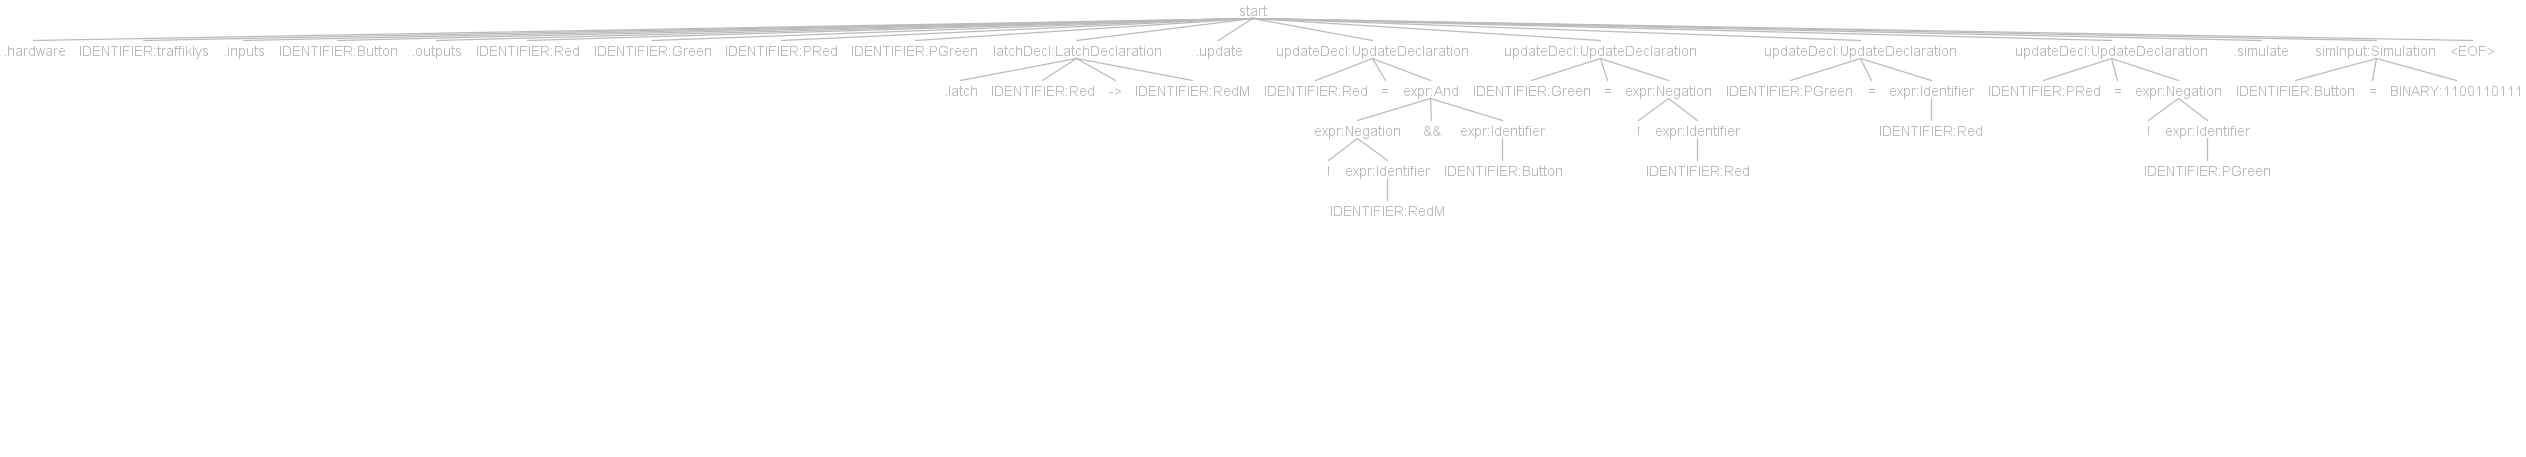 start
.hardware IDENTIFIER:traffiklys .inputs IDENTIFIER:Button .outputs IDENTIFIER:Red IDENTIFIER:Green IDENTIFIER:PRed IDENTIFIER:PGreen latchDecl:LatchDeclaration .update updateDecl:UpdateDeclaration updateDecl:UpdateDeclaration updateDecl:UpdateDeclaration updateDecl:UpdateDeclaration .simulate simInput:Simulation <EOF>
.latch IDENTIFIER:Red -> IDENTIFIER:RedM IDENTIFIER:Red = expr:And IDENTIFIER:Green = expr:Negation IDENTIFIER:PGreen = expr:Identifier IDENTIFIER:PRed = expr:Negation IDENTIFIER:Button = BINARY:1100110111
expr:Negation && expr:Identifier ! expr:Identifier IDENTIFIER:Red ! expr:Identifier
! expr:Identifier IDENTIFIER:Button IDENTIFIER:Red IDENTIFIER:PGreen
IDENTIFIER:RedM